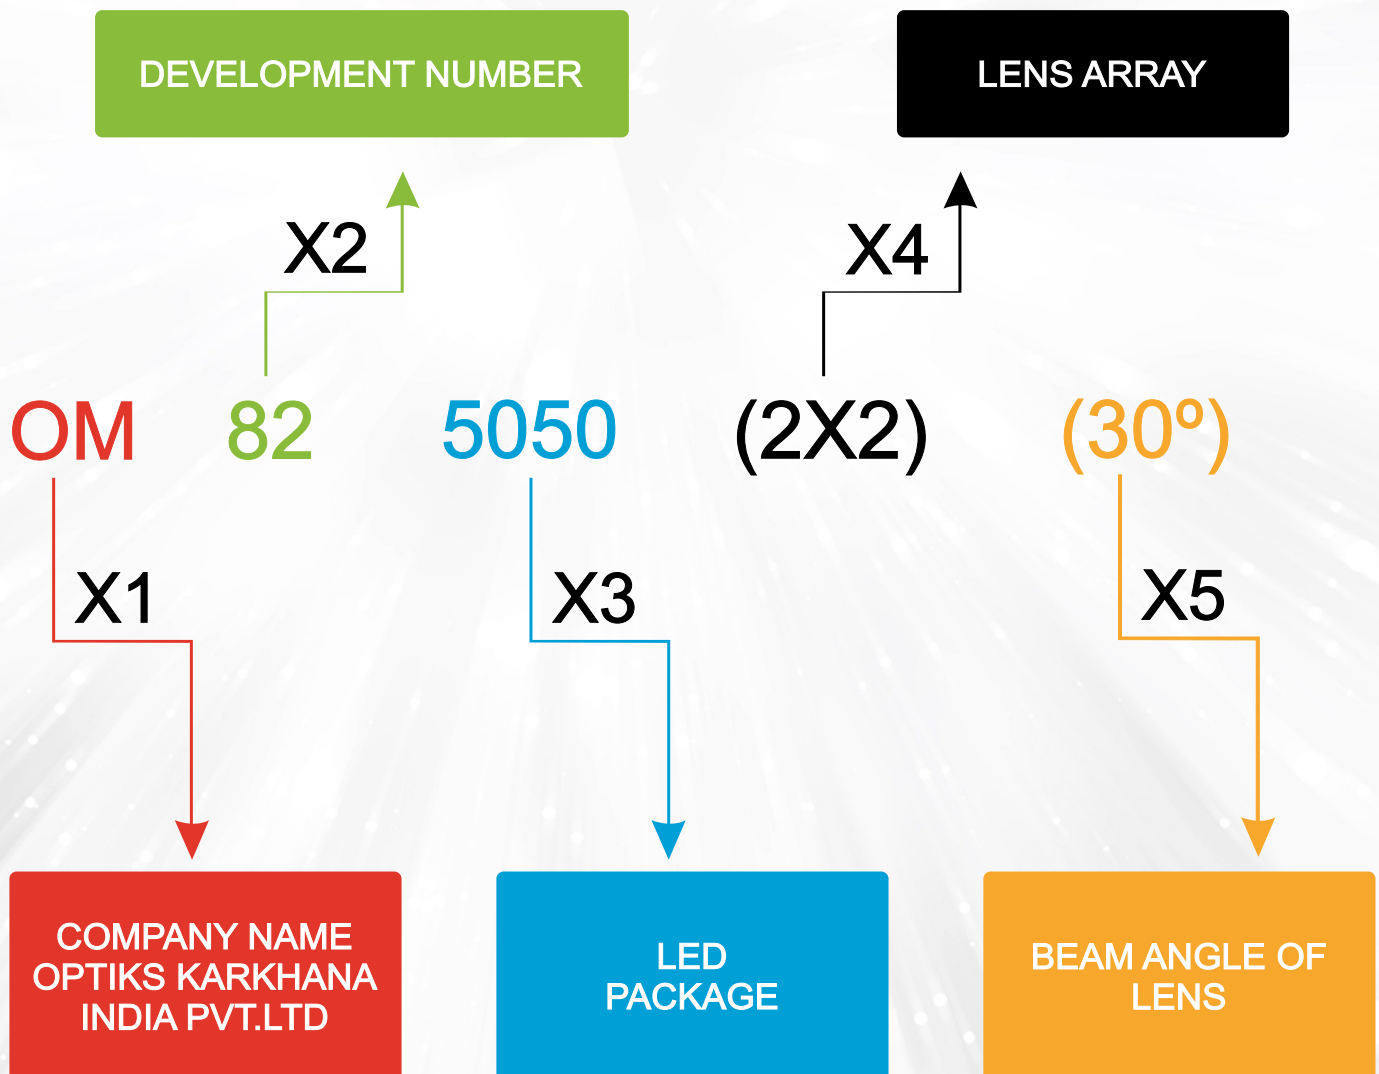 DEVELOPMENT NUMBER
LENS ARRAY
X2
X4
OM 82 5050 (2X2) (30º)
X1
X3
X5
COMPANY NAME
OPTIKS KARKHANA
INDIA PVT.LTD
LED
PACKAGE
BEAM ANGLE OF
LENS